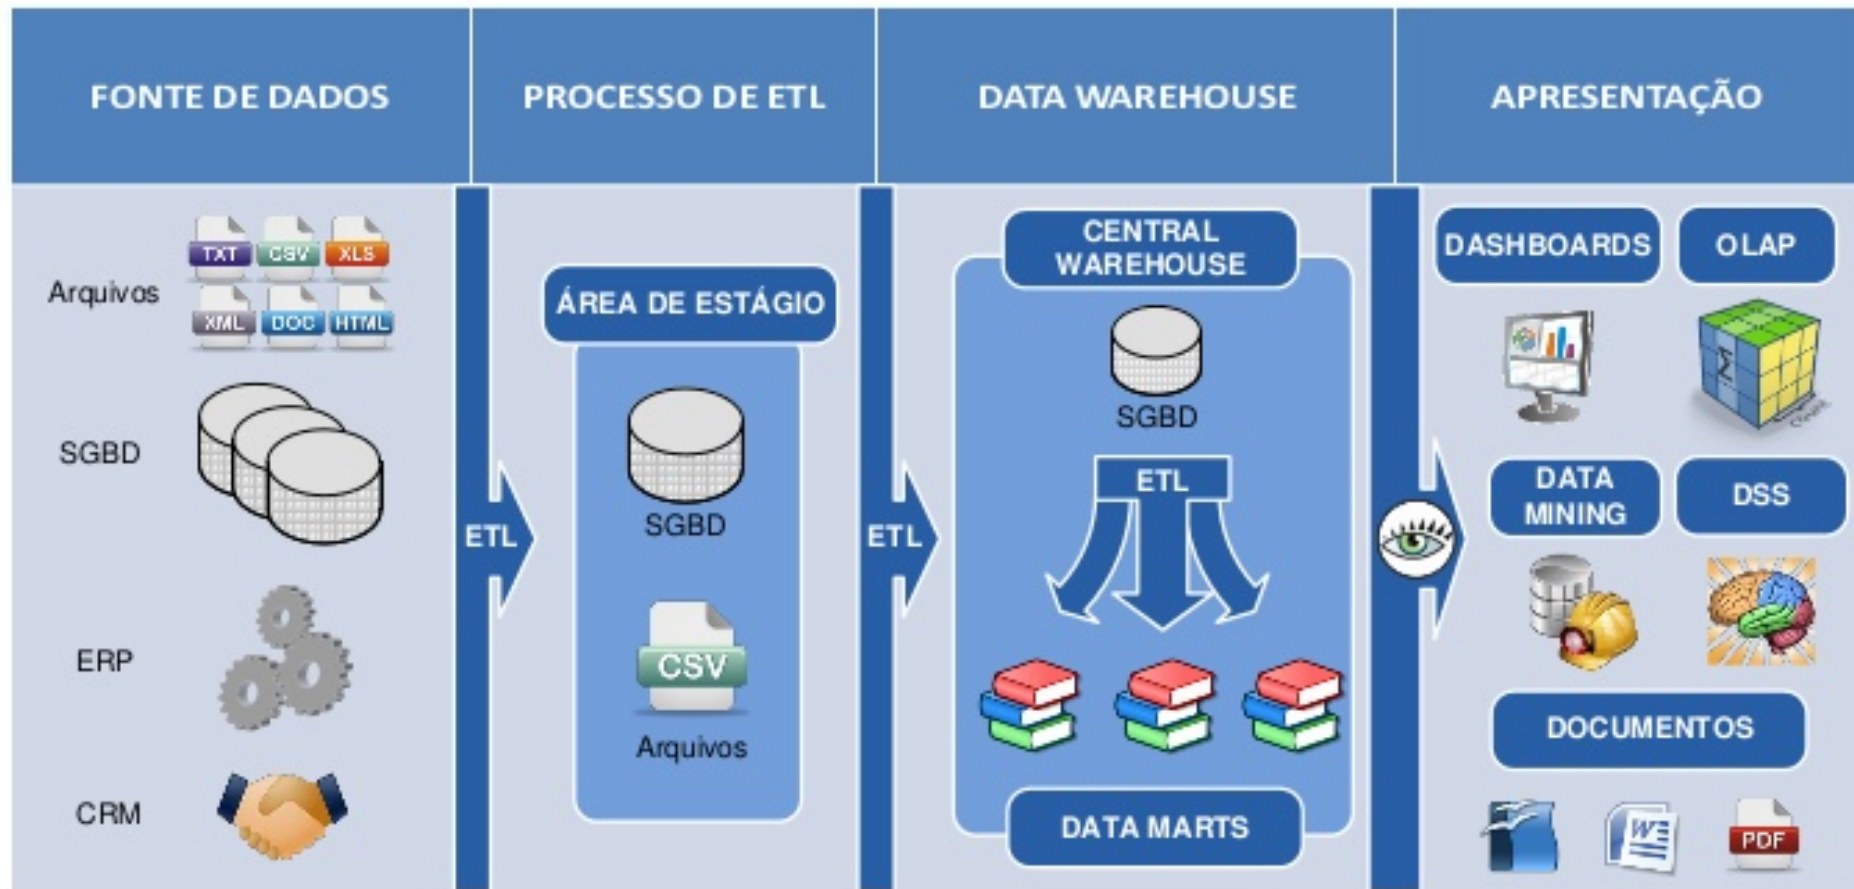 FONTE DE DADOS
PROCESSO DE ETL
DATA WAREHOUSE
APRESENTAÇÃO
Arquivos
TXT
CSV
XLS
XML
DOC
HTML
SGBD
ERP
CRM
ETL
ÁREA DE ESTÁGIO
SGBD
CSV
Arquivos
ETL
CENTRAL
WAREHOUSE
SGBD
ETL
DATA MARTS
DASHBOARDS
OLAP
Σ
DATA
MINING
DSS
DOCUMENTOS
W
PDF